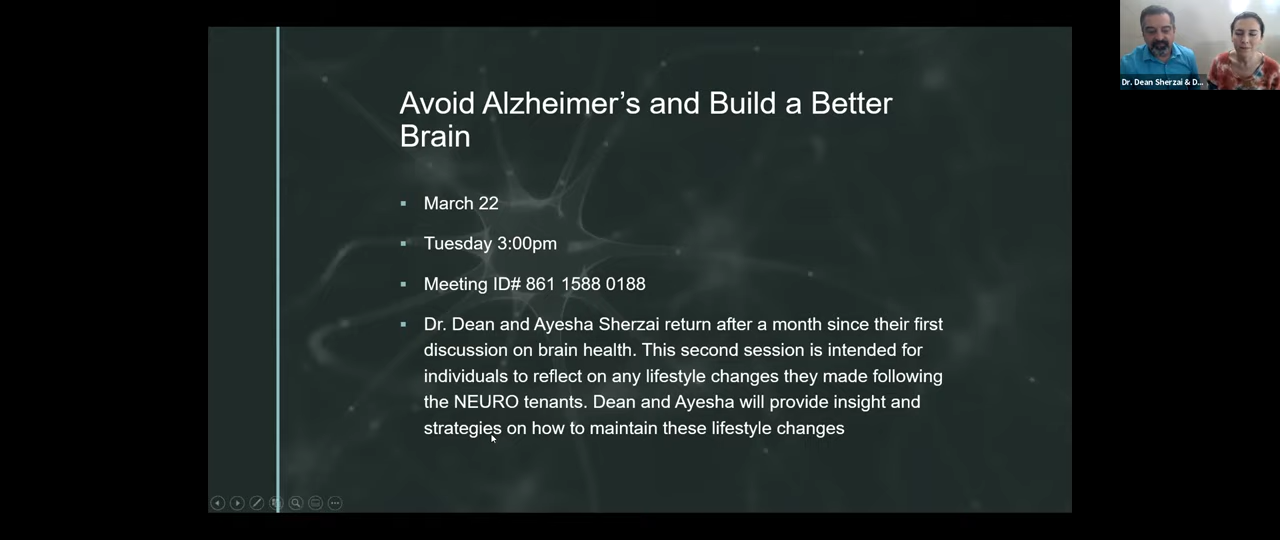 Avoid Alzheimer's and Build a Better
Brain
▪ March 22
▪ Tuesday 3:00pm
▪ Meeting ID# 861 1588 0188
▪ Dr. Dean and Ayesha Sherzai return after a month since their first
discussion on brain health. This second session is intended for
individuals to reflect on any lifestyle changes they made following
the NEURO tenants. Dean and Ayesha will provide insight and
strategies on how to maintain these lifestyle changes
Dr. Dean Sherzai & D...